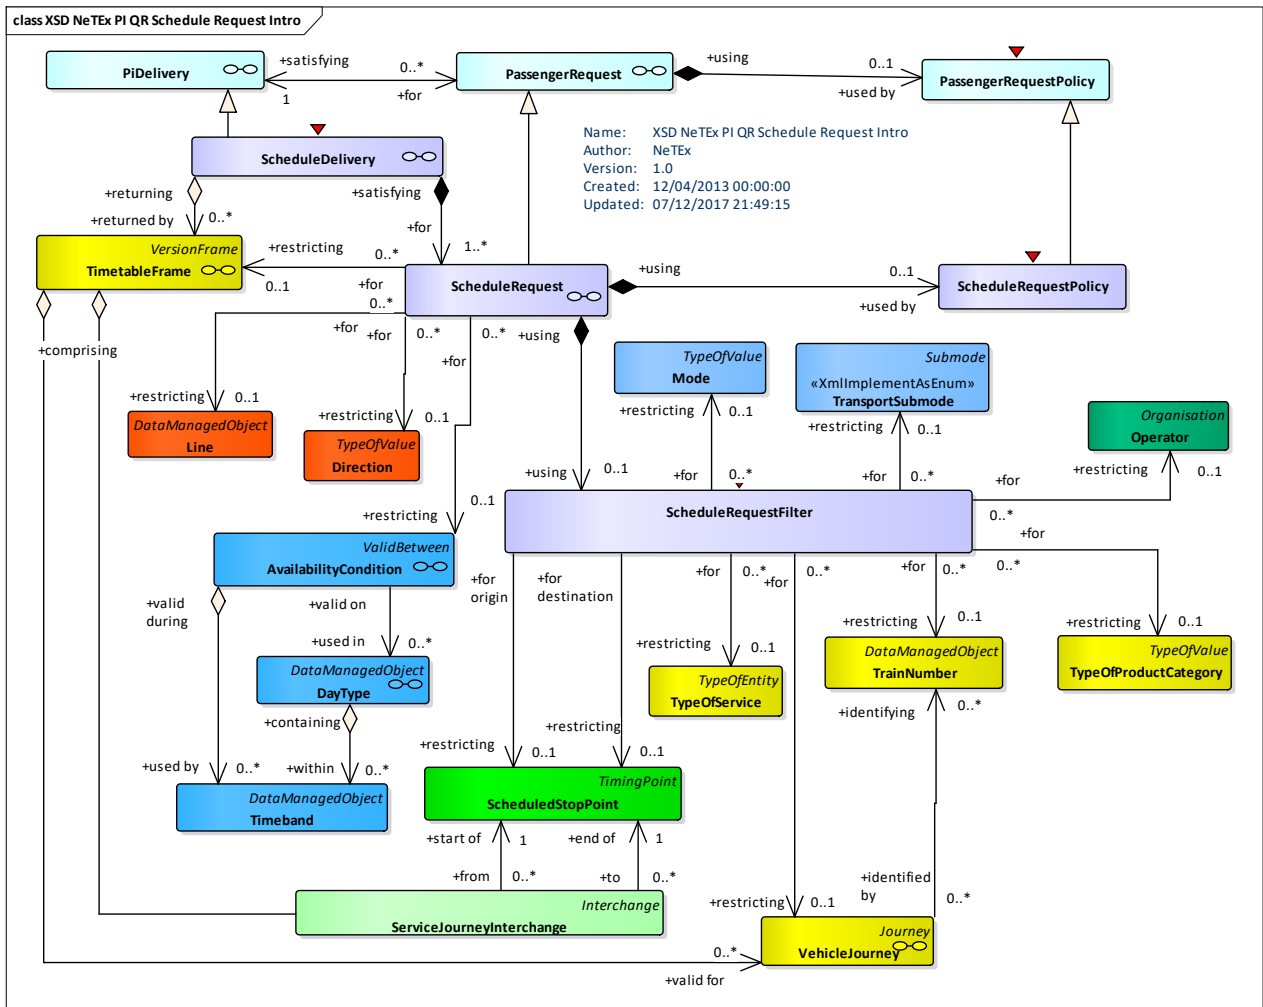 class XSD NeTEx PI QR Schedule Request Intro
PiDelivery
+satisfying
1
0..*
+for
PassengerRequest
+using
0..1
+used by
PassengerRequestPolicy
ScheduleDelivery
Name: XSD NeTEx PI QR Schedule Request Intro
Author: NeTEx
Version: 1.0
Created: 12/04/2013 00:00:00
Updated: 07/12/2017 21:49:15
+returning
+returned by
0..*
+satisfying
+for
1..*
VersionFrame
TimetableFrame
+restricting
0..1
0..*
+for
ScheduleRequest
+using
0..1
+used by
ScheduleRequestPolicy
+comprising
0..*
+for
+for
0..*
0..*
+for
+using
+restricting
0..1
DataManagedObject
Line
+restricting
0..1
TypeOfValue
Direction
TypeOfValue
Mode
+restricting
0..1
Submode
«XmlImplementAsEnum»
TransportSubmode
+restricting
0..1
Organisation
Operator
+restricting
0..1
+using
0..1
+for
0..*
+for
0..*
+for
0..*
ScheduleRequestFilter
+restricting
0..1
ValidBetween
AvailabilityCondition
+for
origin
+for
destination
+for
0..*
+for
0..*
+for
0..*
+for
0..*
+valid
during
+valid on
+used in
0..*
DataManagedObject
DayType
+containing
+used by
0..*
+within
0..*
DataManagedObject
Timeband
+restricting
0..1
TypeOfEntity
TypeOfService
+restricting
0..1
DataManagedObject
TrainNumber
+restricting
0..1
TypeOfValue
TypeOfProductCategory
+identifying
0..*
+restricting
0..1
+restricting
0..1
TimingPoint
ScheduledStopPoint
+start of
1
+end of
1
+from
0..*
+to
0..*
Interchange
ServiceJourneyInterchange
+identified
by
0..*
+restricting
0..1
Journey
VehicleJourney
0..*
+valid for